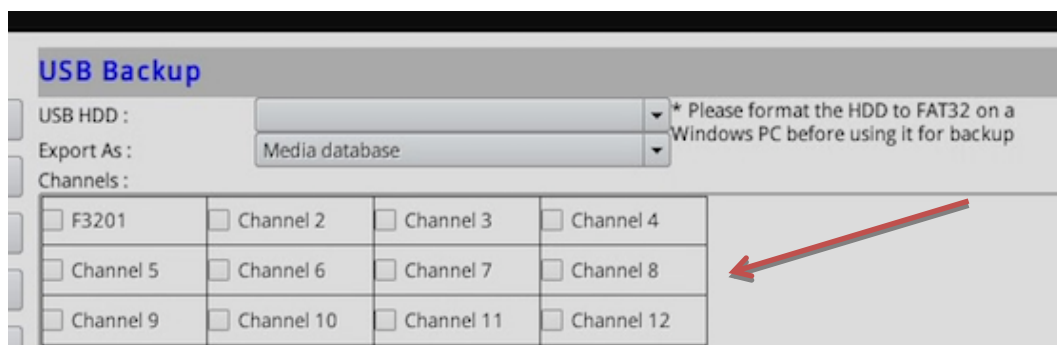 USB Backup
USB HDD :
* Please format the HDD to FAT32 on a
Windows PC before using it for backup
Export As : Media database
Channels :
F3201 Channel 2 Channel 3 Channel 4
Channel 5 Channel 6 Channel 7 Channel 8
Channel 9 Channel 10 Channel 11 Channel 12